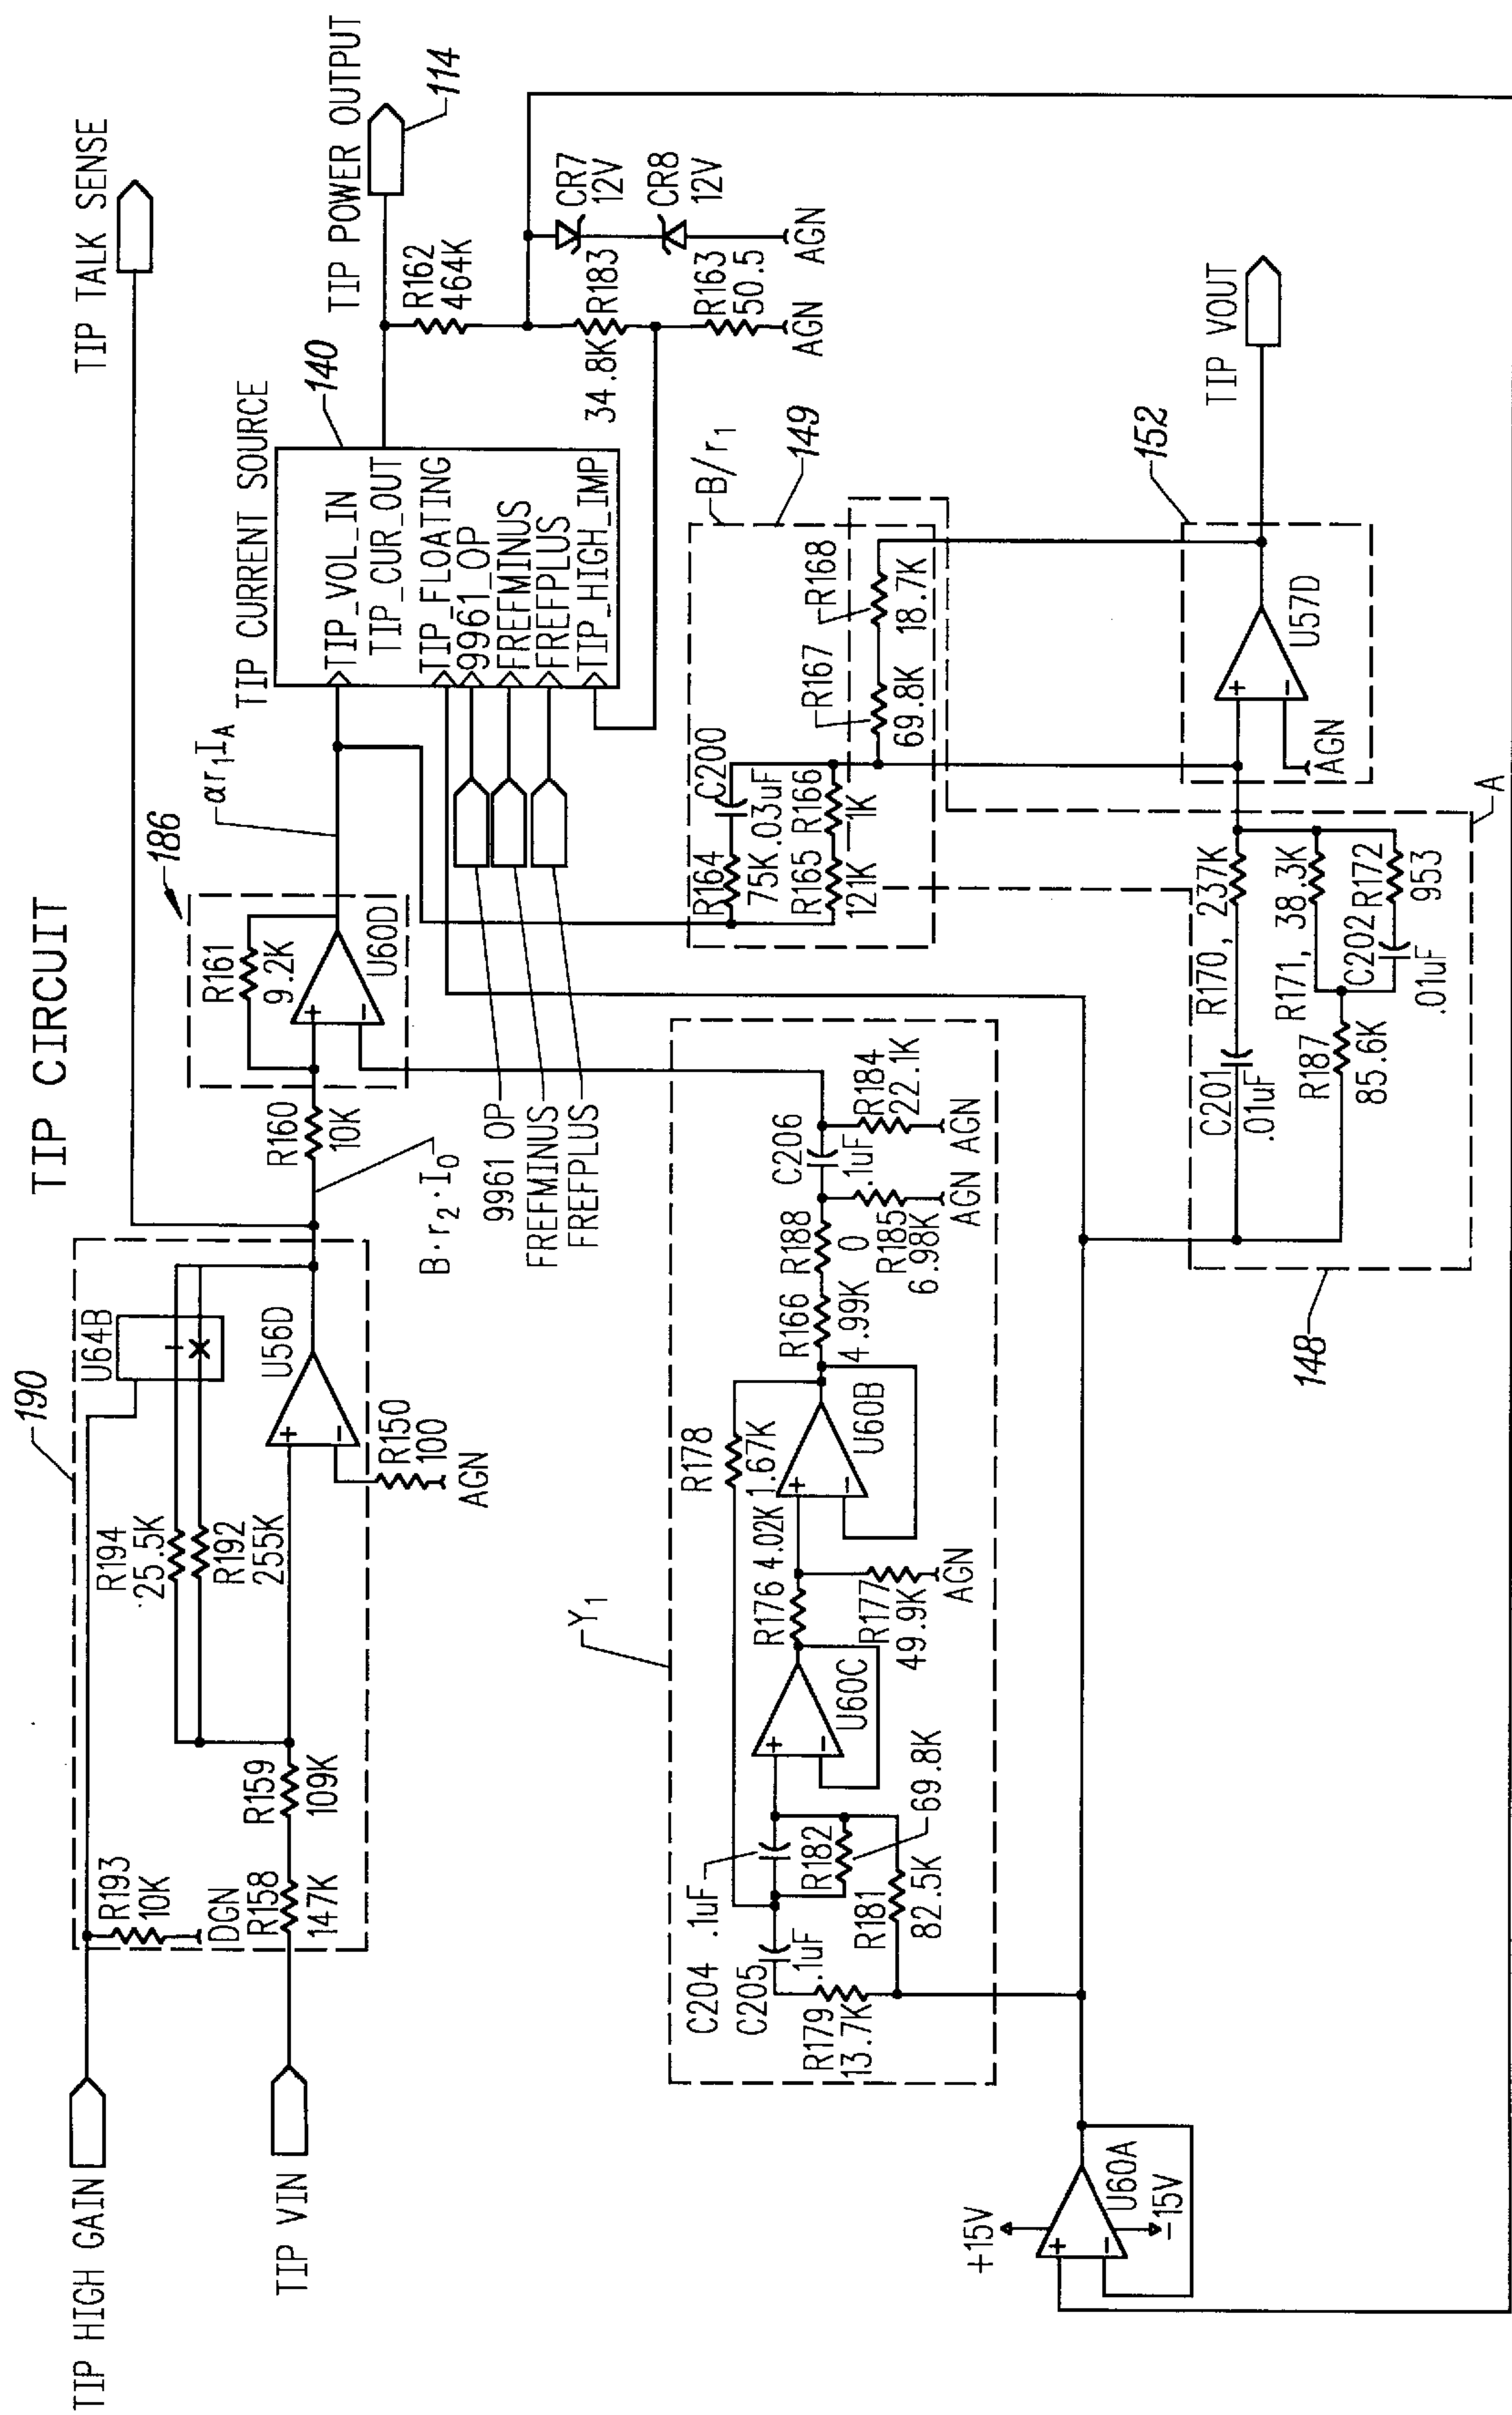 TIP CIRCUIT
TIP HIGH GAIN
TIP VIN
TIP TALK SENSE
190
R193
10K
DGN
R158
147K
R159
109K
R194
25.5K
R192
255K
U64B
U56D
+
−
R150
100
AGN
B·r2·I0
R160
10K
186
R161
9.2K
U60D
+
−
αr1IA
9961 OP
FREFMINUS
FREFPLUS
TIP CURRENT SOURCE
140
TIP_VOL_IN
TIP_CUR_OUT
TIP_FLOATING
9961_OP
FREFMINUS
FREFPLUS
TIP_HIGH_IMP
TIP POWER OUTPUT
114
R162
464K
R183
34.8K
R163
50.5
AGN
CR7
12V
CR8
12V
AGN
Y1
C204
.1uF
C205
.1uF
R179
13.7K
R181
82.5K
R182
69.8K
U60C
+
−
R176 4.02K
R177
49.9K
AGN
R178
1.67K
U60B
+
−
R166
4.99K
R188
0
R185
6.98K
AGN
C206
.1uF
R184
22.1K
AGN
B/r1
149
R164
75K
C200
.03uF
R165
121K
R166
1K
R167
69.8K
R168
18.7K
152
U57D
+
−
AGN
TIP VOUT
148
A
C201
.01uF
R170, 237K
R171, 38.3K
R187
85.6K
C202
.01uF
R172
953
+15V
U60A
+
−
−15V